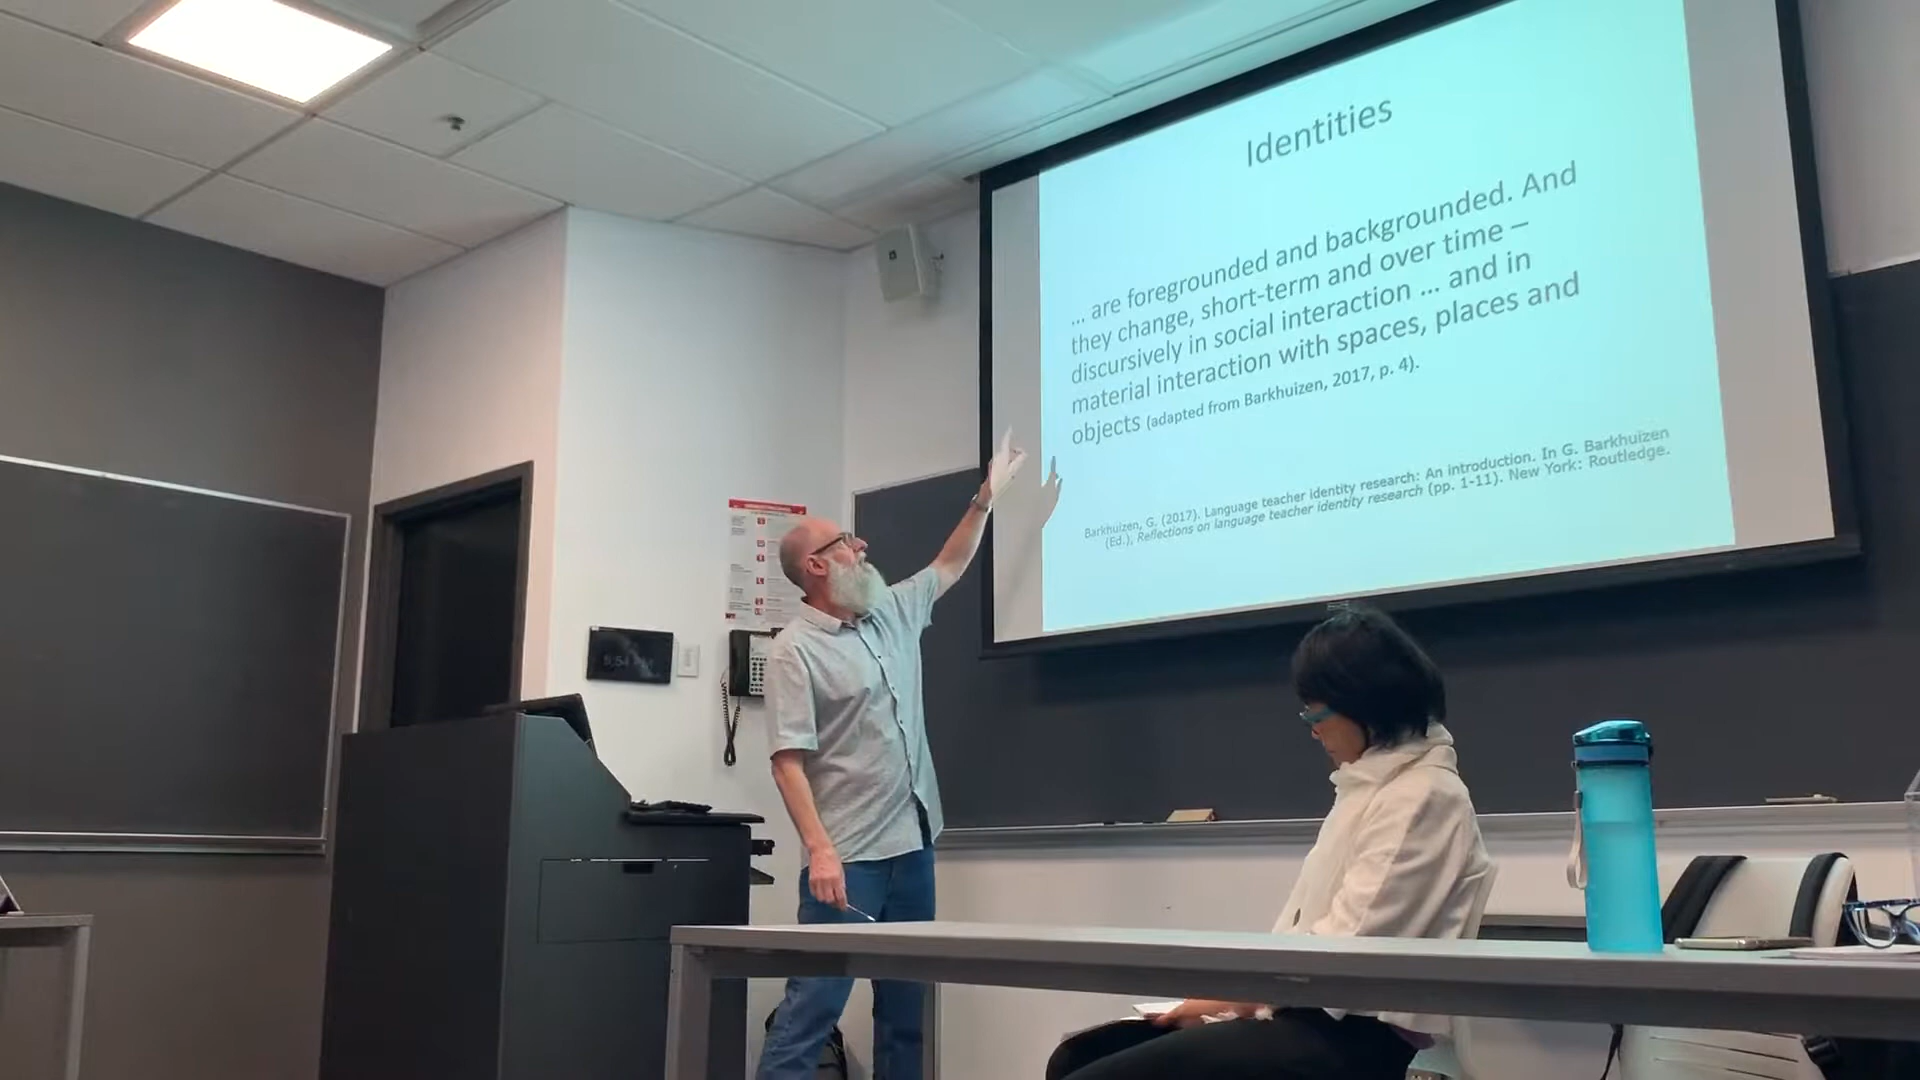 Identities
... are foregrounded and backgrounded. And
they change, short-term and over time –
discursively in social interaction ... and in
material interaction with spaces, places and
objects (adapted from Barkhuizen, 2017, p. 4).
Barkhuizen, G. (2017). Language teacher identity research: An introduction. In G. Barkhuizen
(Ed.), Reflections on language teacher identity research (pp. 1-11). New York: Routledge.